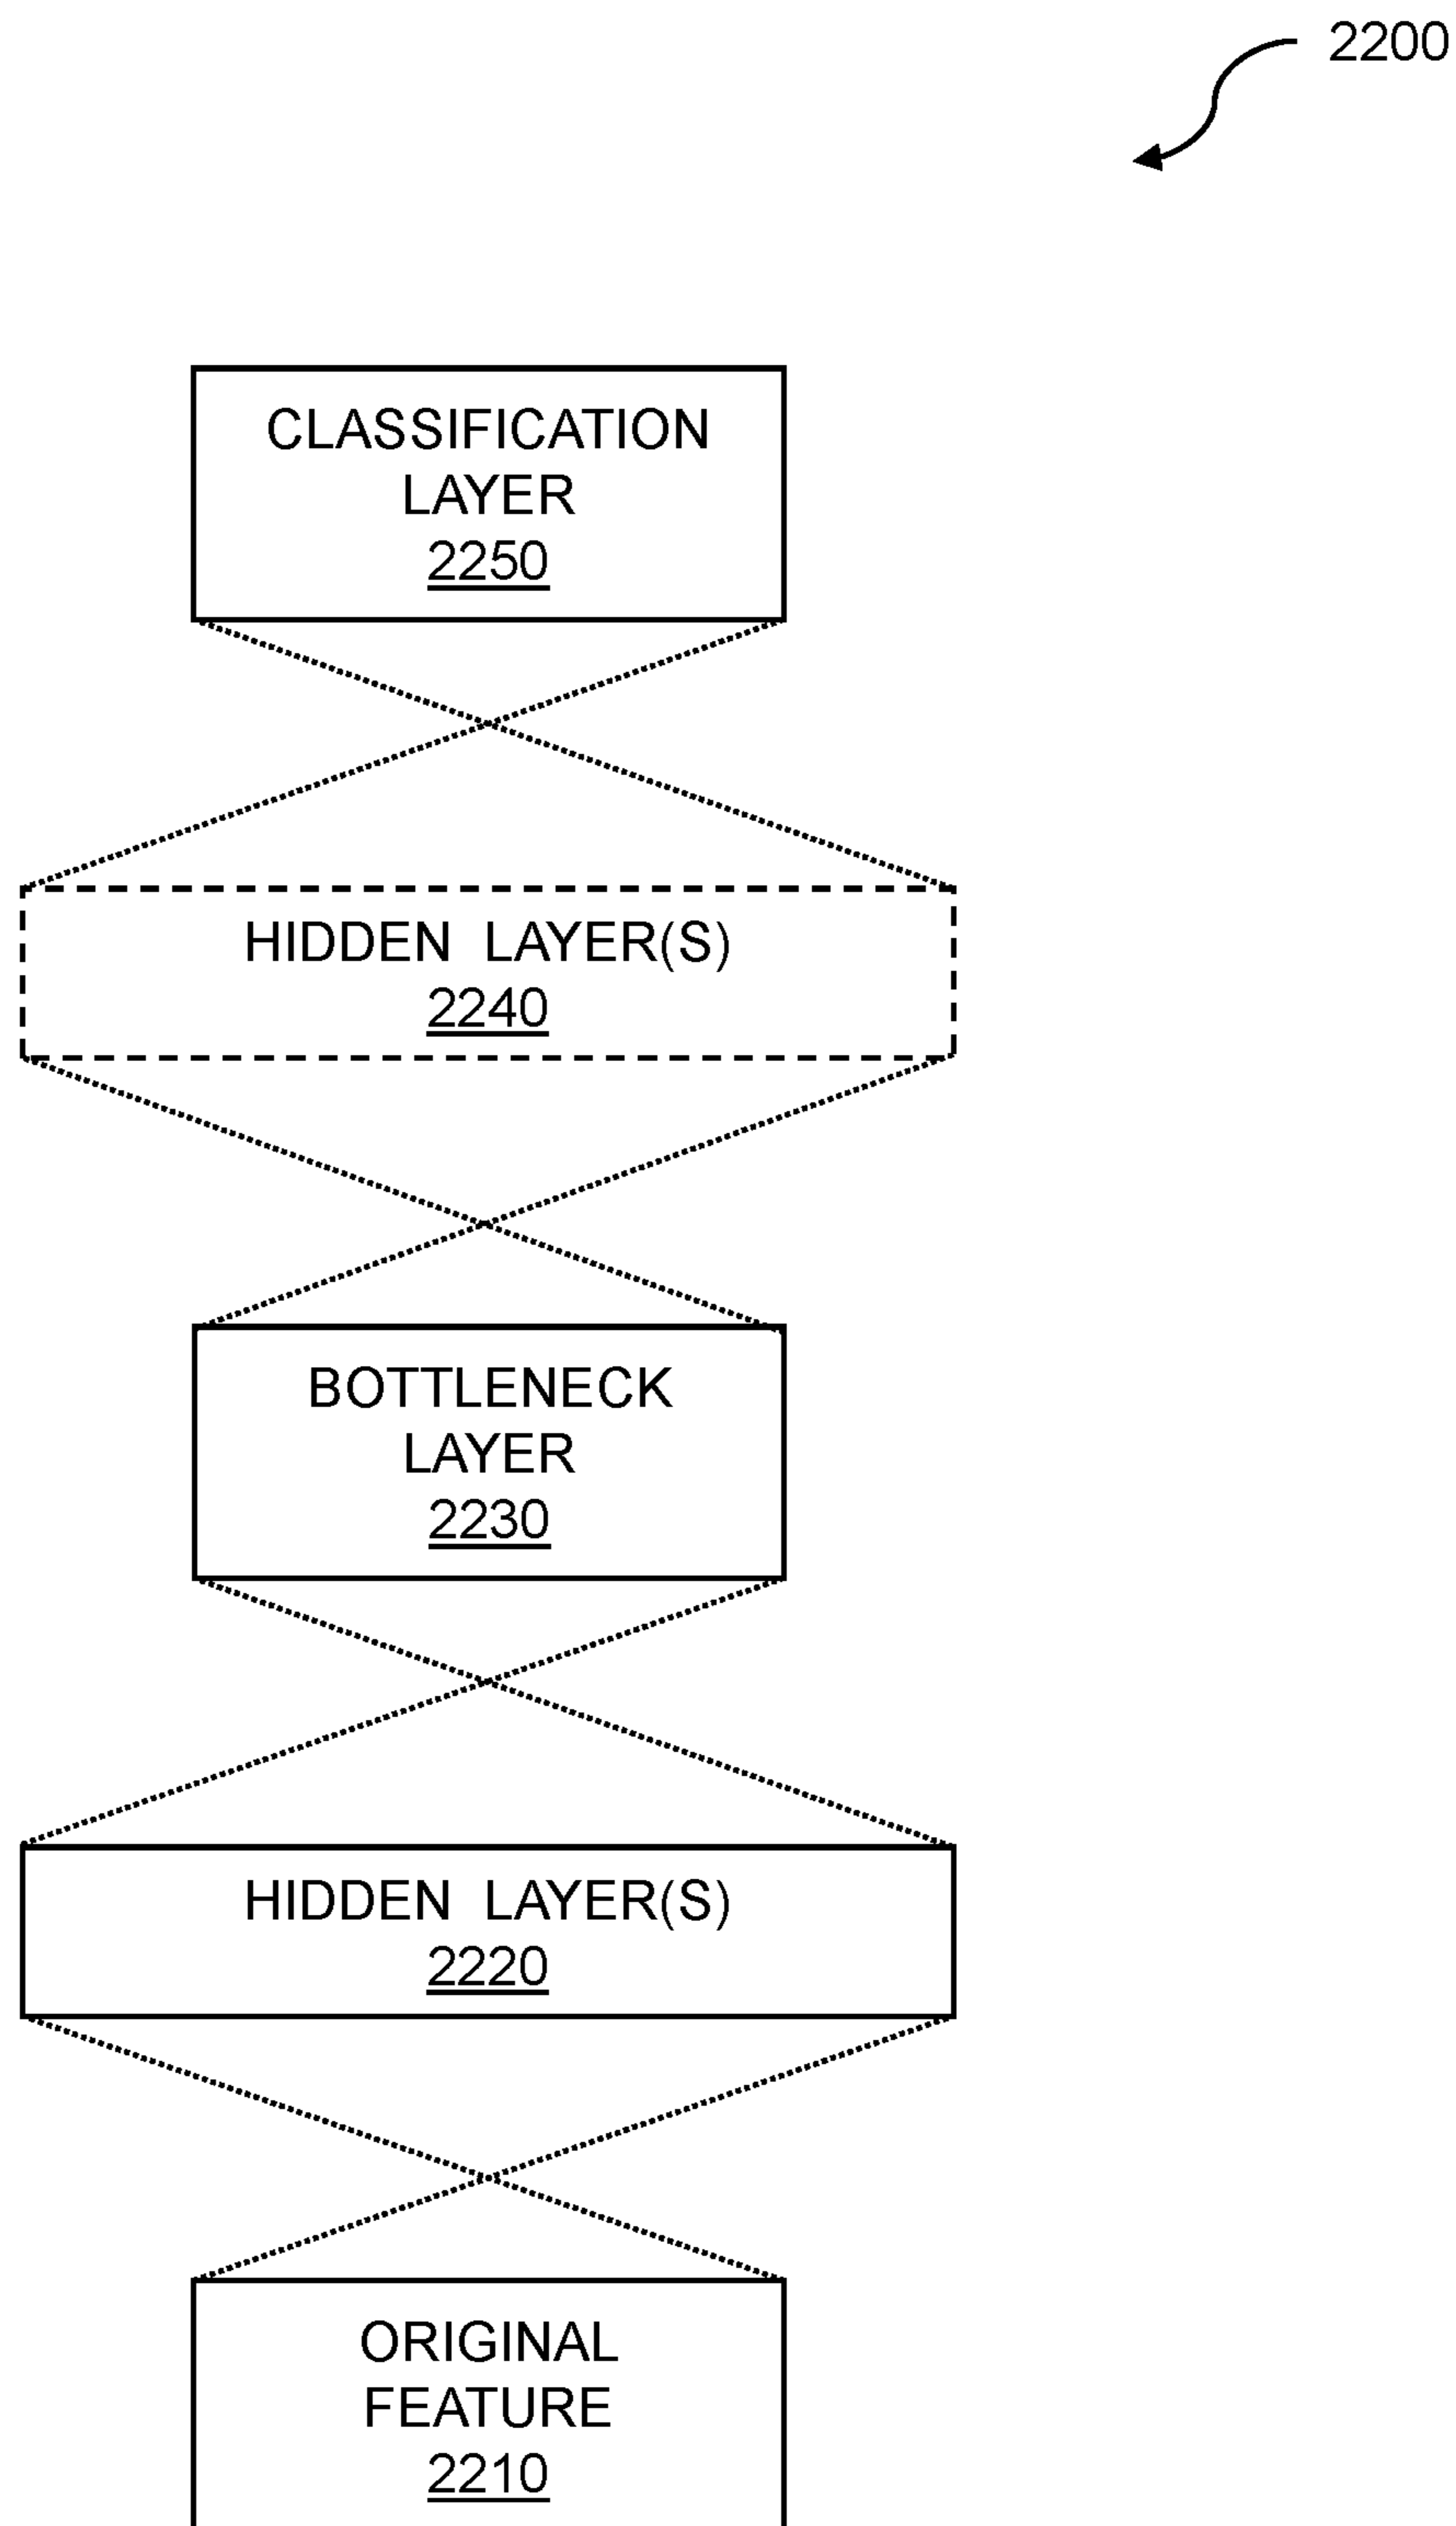 2200
CLASSIFICATION
LAYER
2250
HIDDEN LAYER(S)
2240
BOTTLENECK
LAYER
2230
HIDDEN LAYER(S)
2220
ORIGINAL
FEATURE
2210